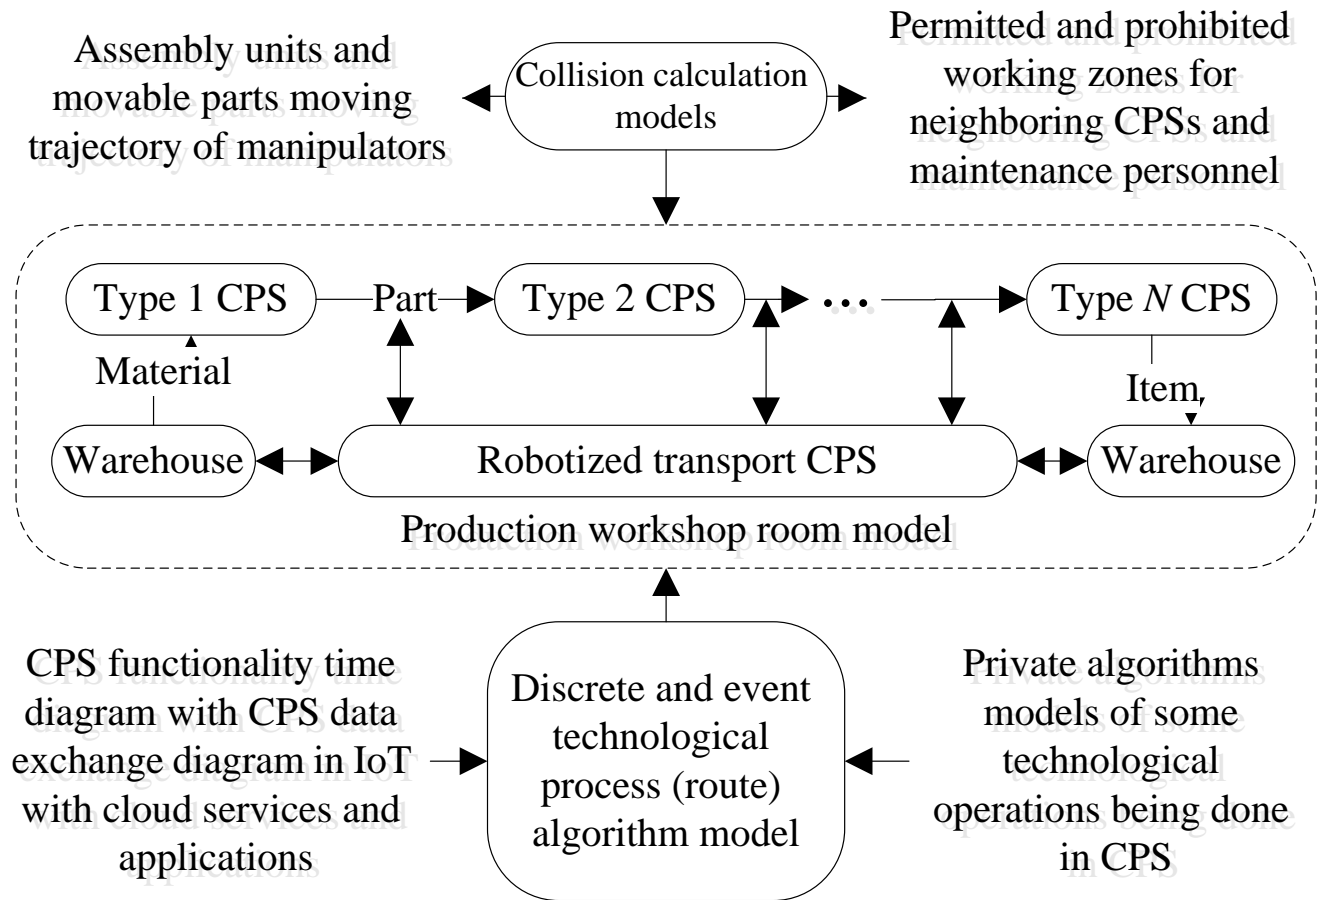 Assembly units and
movable parts moving
trajectory of manipulators
Collision calculation
models
Permitted and prohibited
working zones for
neighboring CPSs and
maintenance personnel
Type 1 CPS
Part
Type 2 CPS
...
Type N CPS
Material
Item
Warehouse
Robotized transport CPS
Warehouse
Production workshop room model
CPS functionality time
diagram with CPS data
exchange diagram in IoT
with cloud services and
applications
Discrete and event
technological
process (route)
algorithm model
Private algorithms
models of some
technological
operations being done
in CPS